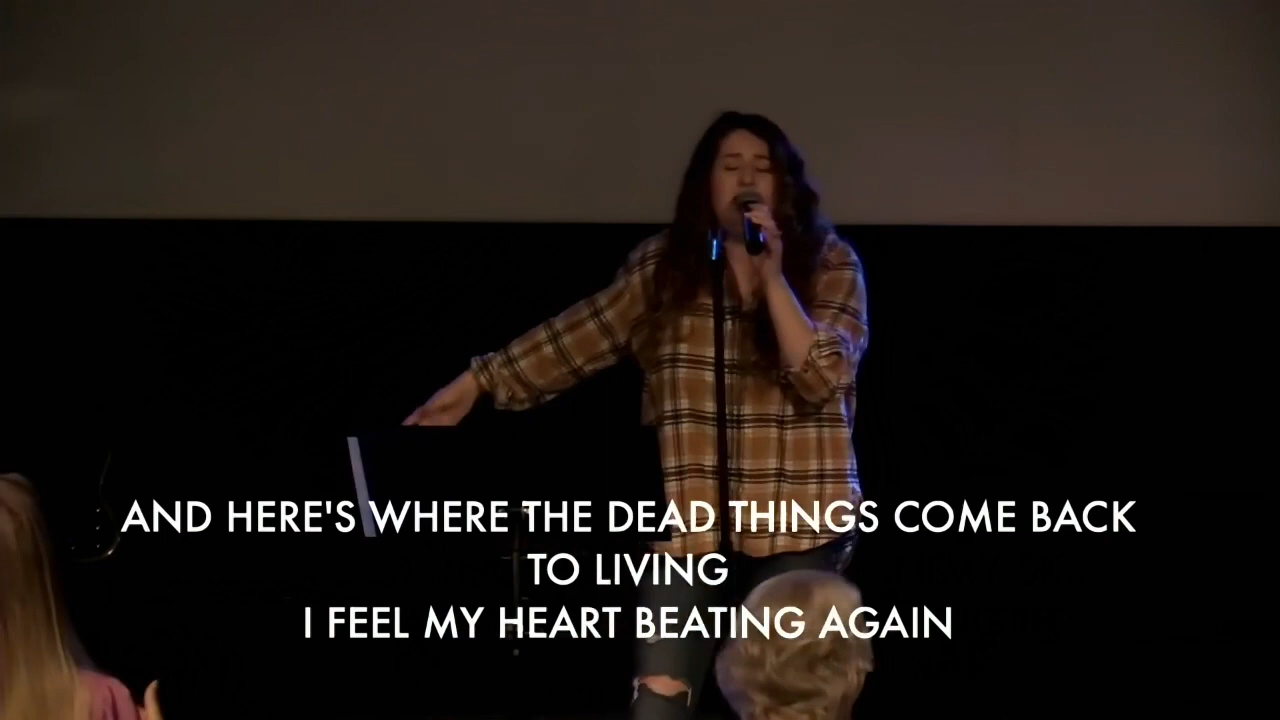 AND HERE'S WHERE THE DEAD THINGS COME BACK
TO LIVING
I FEEL MY HEART BEATING AGAIN